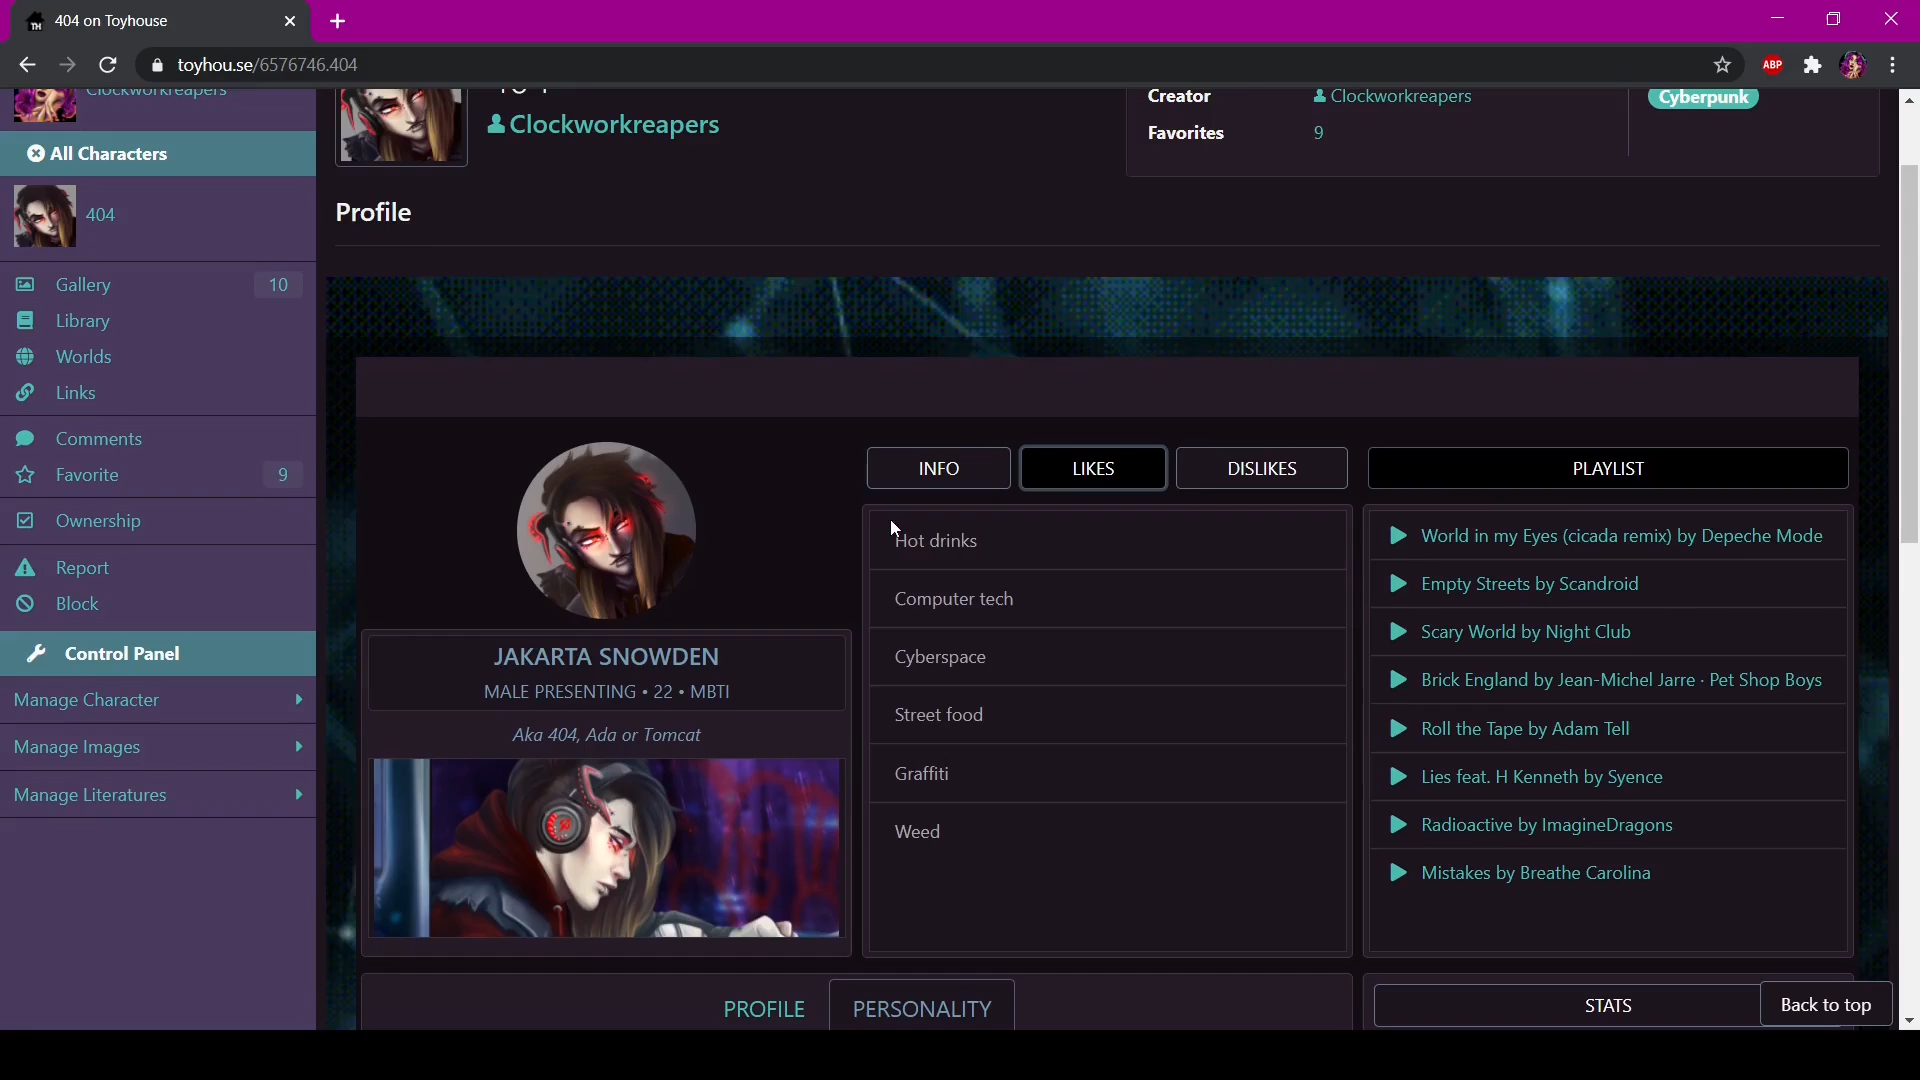 404 on Toyhouse
toyhou.se/6576746.404
ABP
Clockworkreapers
Clockworkreapers
Creator
Clockworkreapers
Cyberpunk
Favorites
9
All Characters
404
Profile
Gallery
10
Library
Worlds
Links
Comments
Favorite
9
Ownership
Report
Block
Control Panel
Manage Character
Manage Images
Manage Literatures
INFO
LIKES
DISLIKES
PLAYLIST
JAKARTA SNOWDEN
MALE PRESENTING • 22 • MBTI
Aka 404, Ada or Tomcat
Hot drinks
Computer tech
Cyberspace
Street food
Graffiti
Weed
World in my Eyes (cicada remix) by Depeche Mode
Empty Streets by Scandroid
Scary World by Night Club
Brick England by Jean-Michel Jarre · Pet Shop Boys
Roll the Tape by Adam Tell
Lies feat. H Kenneth by Syence
Radioactive by ImagineDragons
Mistakes by Breathe Carolina
PROFILE
PERSONALITY
STATS
Back to top